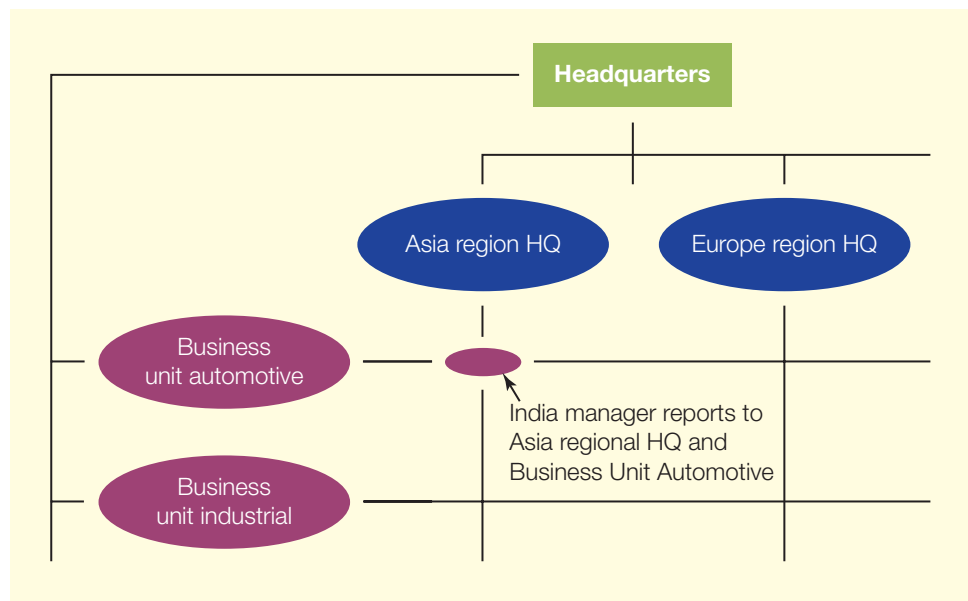 Headquarters
Asia region HQ
Europe region HQ
Business
unit automotive
India manager reports to
Asia regional HQ and
Business Unit Automotive
Business
unit industrial